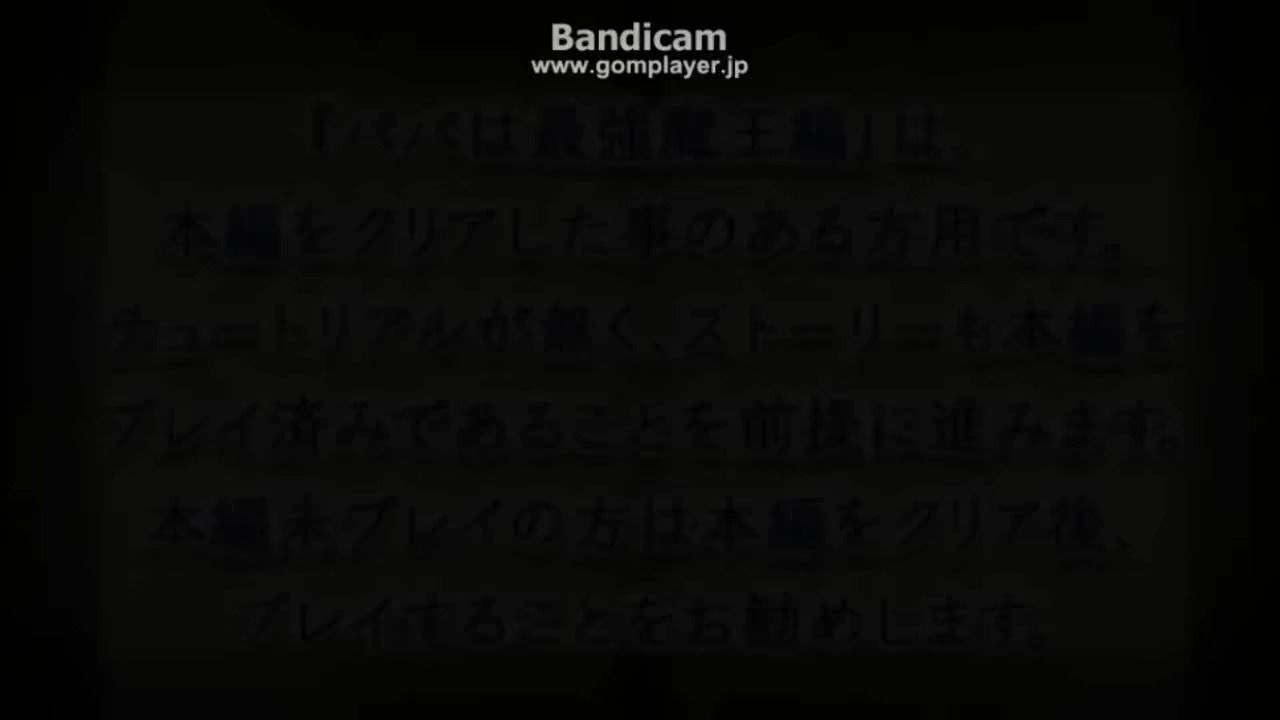 Bandicam
www.gomplayer.jp
『パパは最強魔王編』は、
本編をクリアした事のある方用です。
チュートリアルが無く、ストーリーも本編を
プレイ済みであることを前提に進みます。
本編未プレイの方は本編をクリア後、
プレイすることをお勧めします。